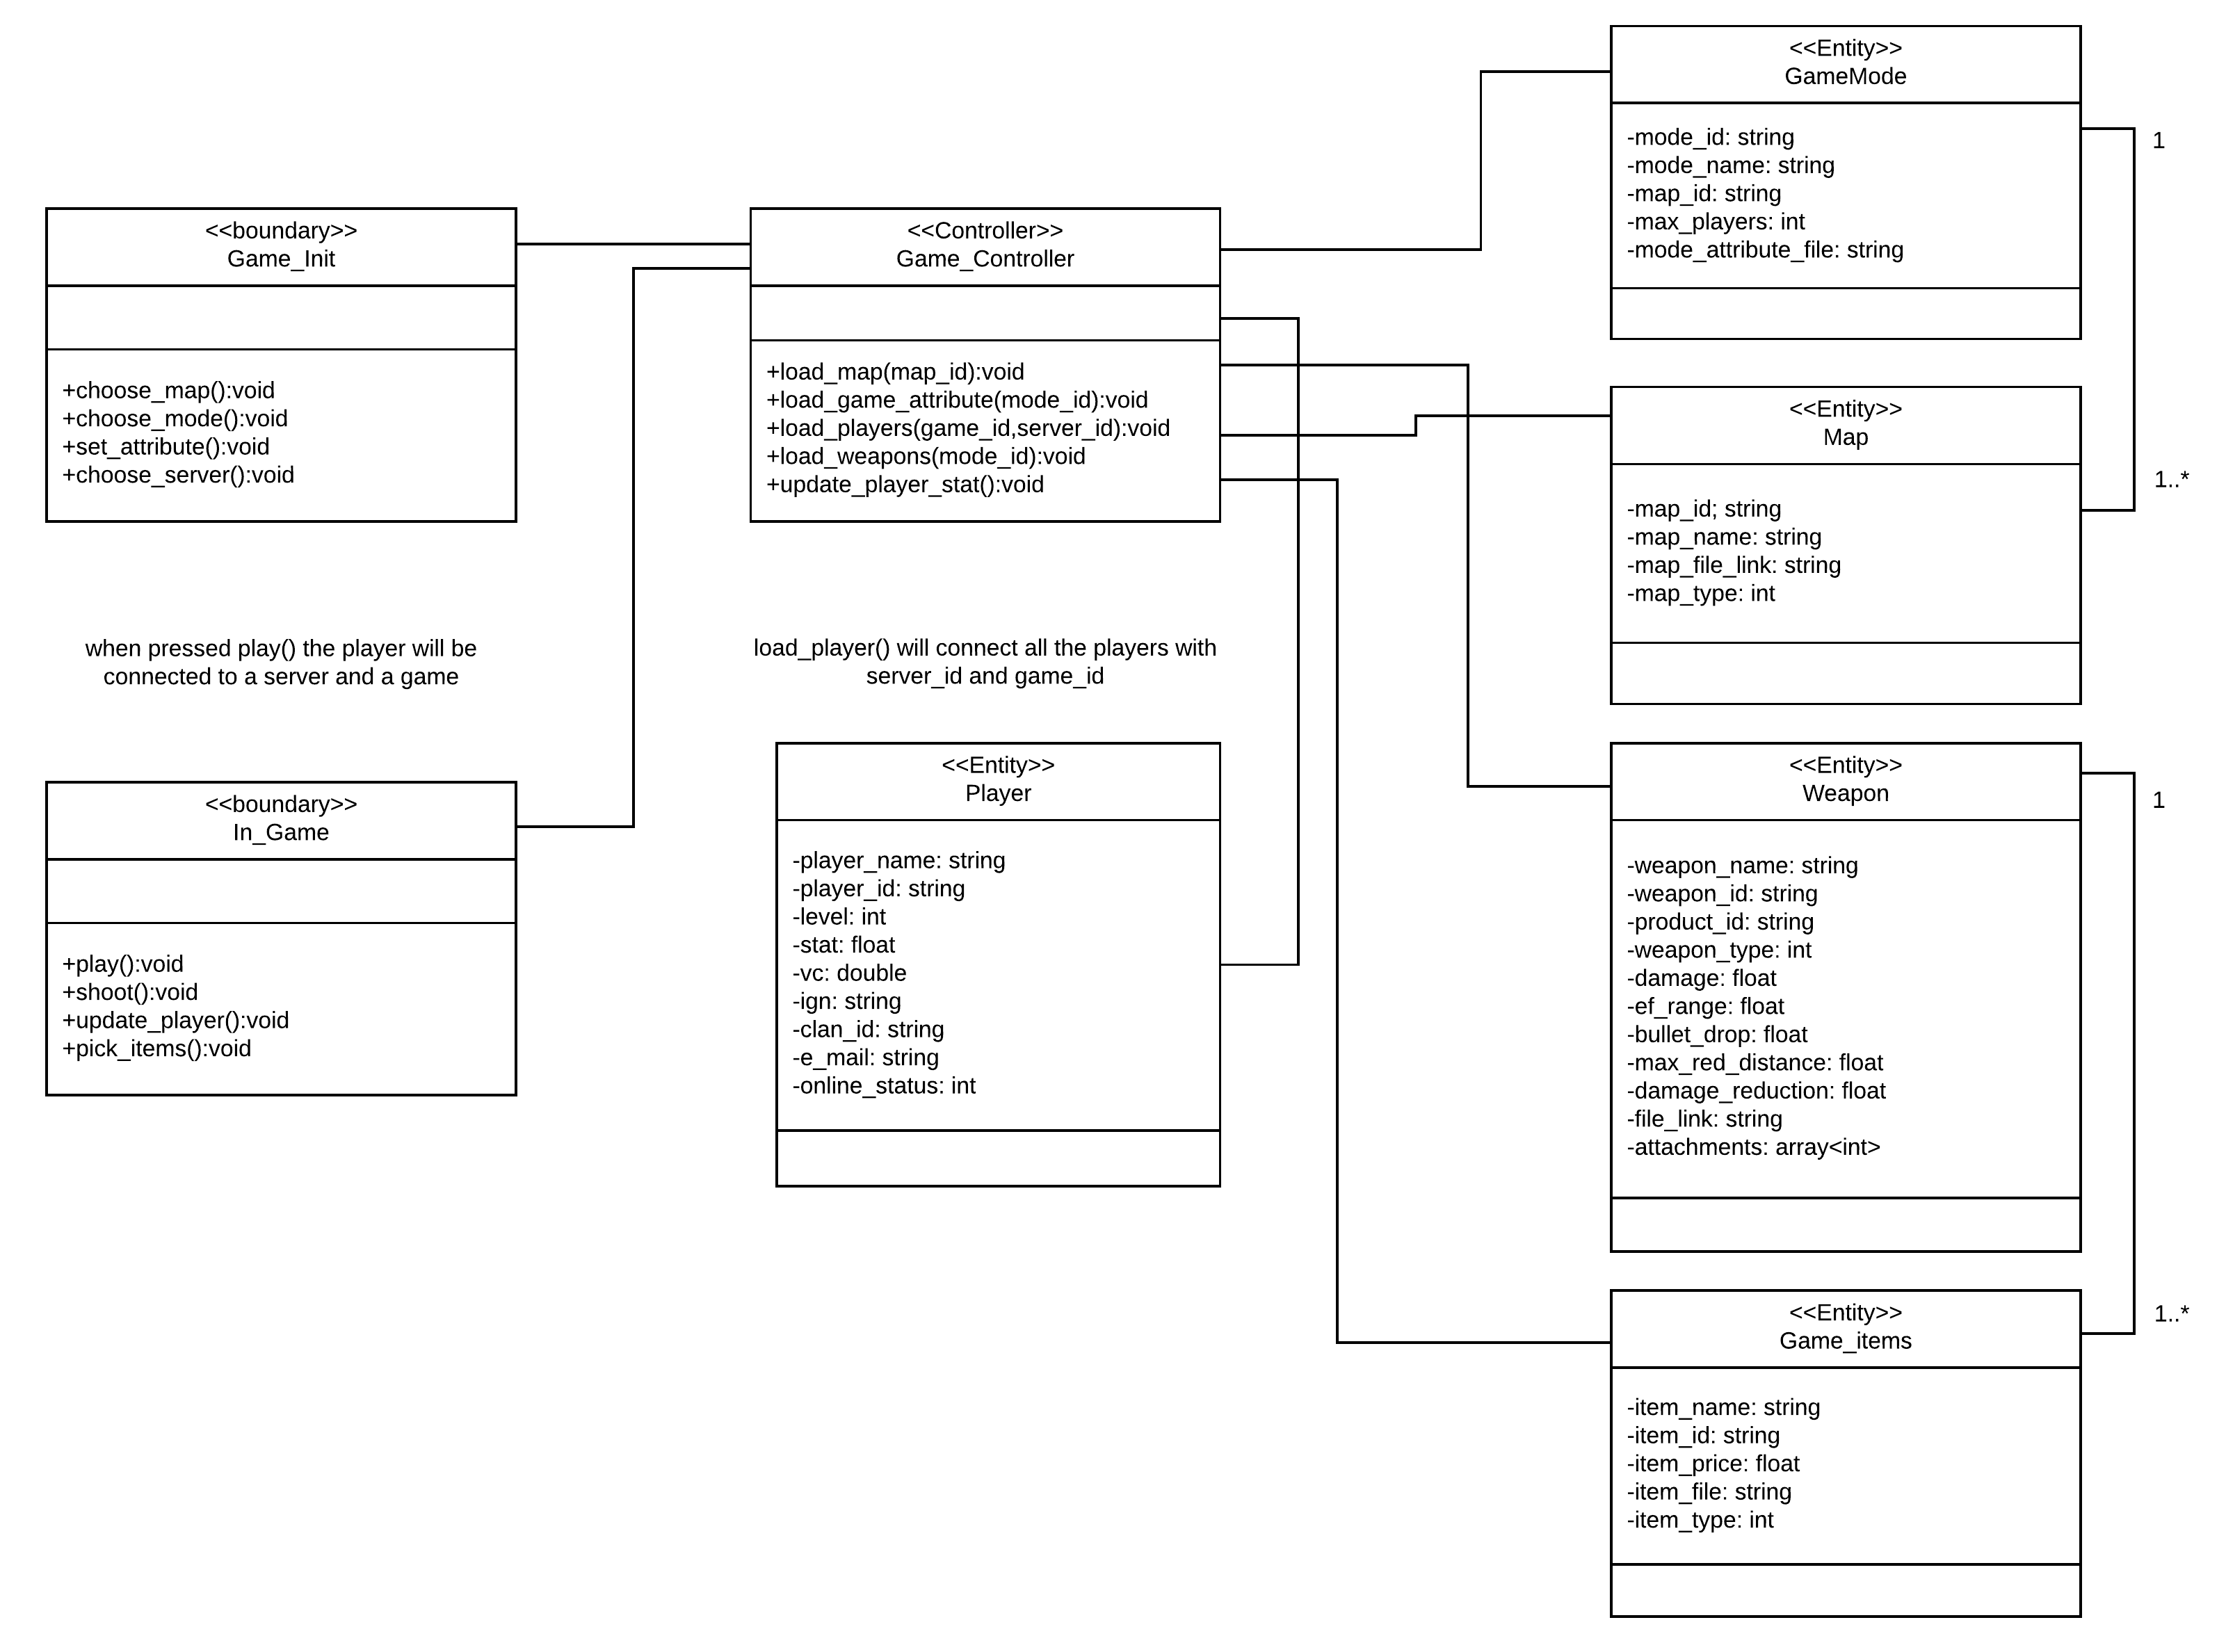 <<boundary>>
Game_Init
+choose_map():void
+choose_mode():void
+set_attribute():void
+choose_server():void
when pressed play() the player will be
connected to a server and a game
<<boundary>>
In_Game
+play():void
+shoot():void
+update_player():void
+pick_items():void
<<Controller>>
Game_Controller
+load_map(map_id):void
+load_game_attribute(mode_id):void
+load_players(game_id,server_id):void
+load_weapons(mode_id):void
+update_player_stat():void
load_player() will connect all the players with
server_id and game_id
<<Entity>>
Player
-player_name: string
-player_id: string
-level: int
-stat: float
-vc: double
-ign: string
-clan_id: string
-e_mail: string
-online_status: int
<<Entity>>
GameMode
-mode_id: string
-mode_name: string
-map_id: string
-max_players: int
-mode_attribute_file: string
1
<<Entity>>
Map
-map_id; string
-map_name: string
-map_file_link: string
-map_type: int
1..*
<<Entity>>
Weapon
-weapon_name: string
-weapon_id: string
-product_id: string
-weapon_type: int
-damage: float
-ef_range: float
-bullet_drop: float
-max_red_distance: float
-damage_reduction: float
-file_link: string
-attachments: array<int>
1
<<Entity>>
Game_items
-item_name: string
-item_id: string
-item_price: float
-item_file: string
-item_type: int
1..*